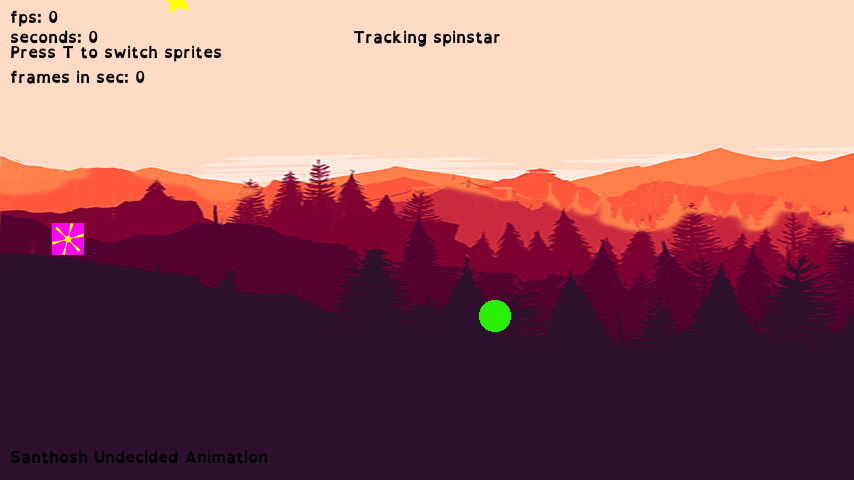 fps: 0
seconds: 0
Press T to switch sprites
frames in sec: 0
Tracking spinstar
Santhosh Undecided Animation